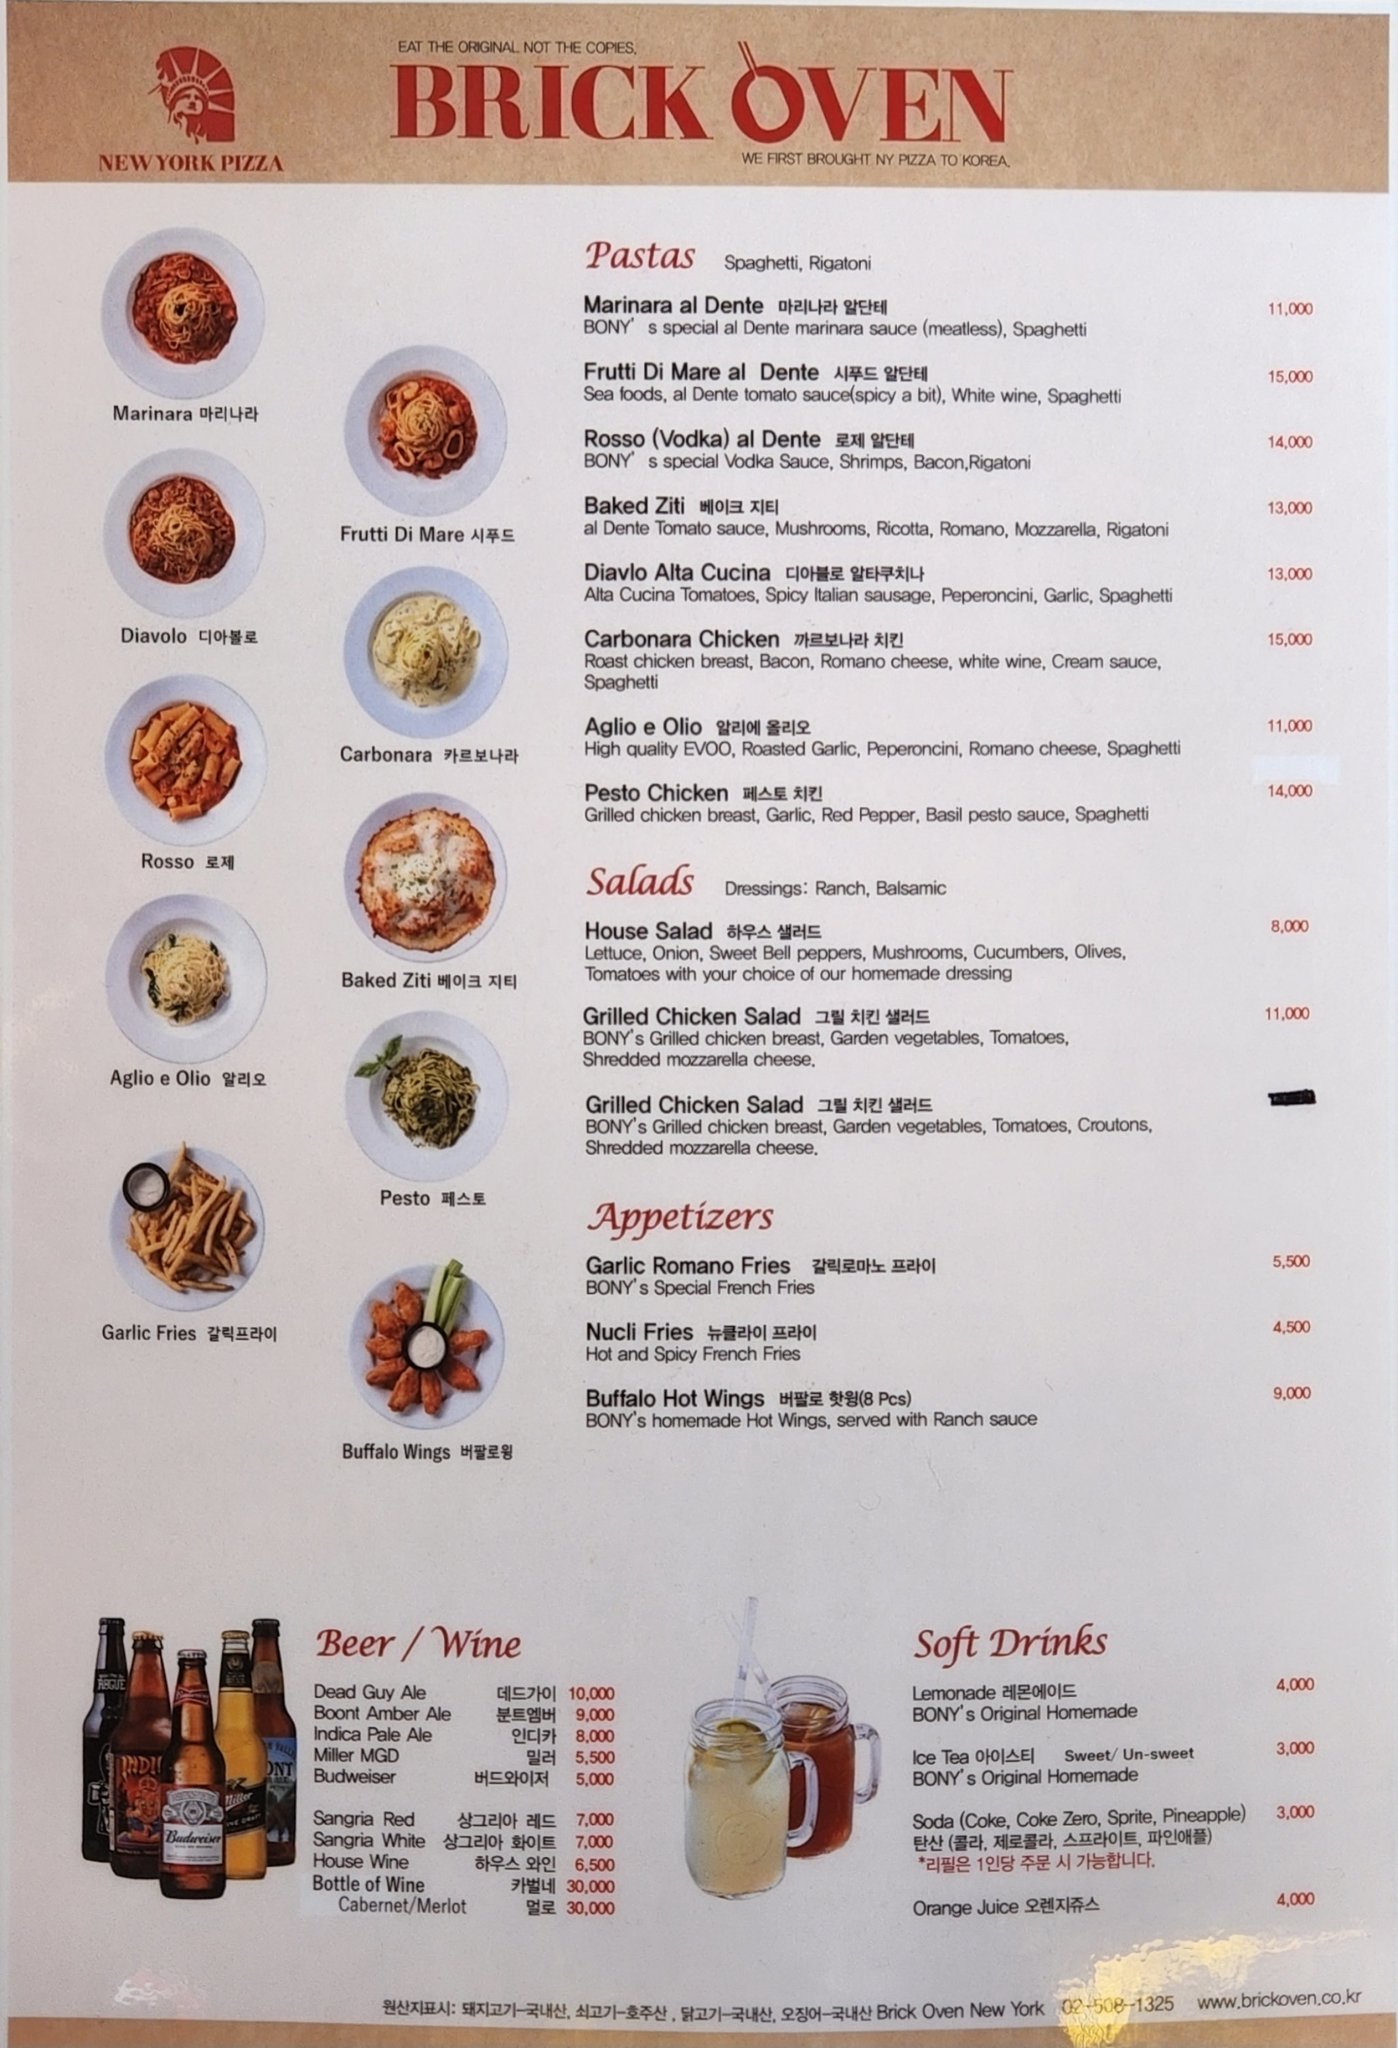 EAT THE ORIGINAL NOT THE COPIES.
BRICK OVEN
WE FIRST BROUGHT NY PIZZA TO KOREA.
NEW YORK PIZZA
Marinara 마리나라
Frutti Di Mare 시푸드
Diavolo 디아볼로
Carbonara 카르보나라
Rosso 로제
Baked Ziti 베이크 지티
Aglio e Olio 알리오
Pesto 페스토
Garlic Fries 갈릭프라이
Buffalo Wings 버팔로윙
Pastas Spaghetti, Rigatoni
Marinara al Dente 마리나라 알단테 11,000
BONY' s special al Dente marinara sauce (meatless), Spaghetti
Frutti Di Mare al Dente 시푸드 알단테 15,000
Sea foods, al Dente tomato sauce(spicy a bit), White wine, Spaghetti
Rosso (Vodka) al Dente 로제 알단테 14,000
BONY' s special Vodka Sauce, Shrimps, Bacon,Rigatoni
Baked Ziti 베이크 지티 13,000
al Dente Tomato sauce, Mushrooms, Ricotta, Romano, Mozzarella, Rigatoni
Diavlo Alta Cucina 디아블로 알타쿠치나 13,000
Alta Cucina Tomatoes, Spicy Italian sausage, Peperoncini, Garlic, Spaghetti
Carbonara Chicken 까르보나라 치킨 15,000
Roast chicken breast, Bacon, Romano cheese, white wine, Cream sauce,
Spaghetti
Aglio e Olio 알리에 올리오 11,000
High quality EVOO, Roasted Garlic, Peperoncini, Romano cheese, Spaghetti
Pesto Chicken 페스토 치킨 14,000
Grilled chicken breast, Garlic, Red Pepper, Basil pesto sauce, Spaghetti
Salads Dressings: Ranch, Balsamic
House Salad 하우스 샐러드 8,000
Lettuce, Onion, Sweet Bell peppers, Mushrooms, Cucumbers, Olives,
Tomatoes with your choice of our homemade dressing
Grilled Chicken Salad 그릴 치킨 샐러드 11,000
BONY's Grilled chicken breast, Garden vegetables, Tomatoes,
Shredded mozzarella cheese.
Grilled Chicken Salad 그릴 치킨 샐러드
BONY's Grilled chicken breast, Garden vegetables, Tomatoes, Croutons,
Shredded mozzarella cheese.
Appetizers
Garlic Romano Fries 갈릭로마노 프라이 5,500
BONY's Special French Fries
Nucli Fries 뉴클라이 프라이 4,500
Hot and Spicy French Fries
Buffalo Hot Wings 버팔로 핫윙(8 Pcs) 9,000
BONY's homemade Hot Wings, served with Ranch sauce
Beer / Wine
Dead Guy Ale 데드가이 10,000
Boont Amber Ale 분트엠버 9,000
Indica Pale Ale 인디카 8,000
Miller MGD 밀러 5,500
Budweiser 버드와이저 5,000
Sangria Red 상그리아 레드 7,000
Sangria White 상그리아 화이트 7,000
House Wine 하우스 와인 6,500
Bottle of Wine 카벌네 30,000
Cabernet/Merlot 멀로 30,000
ROGUE
Budweiser
Miller
Soft Drinks
Lemonade 레몬에이드 4,000
BONY's Original Homemade
Ice Tea 아이스티 Sweet/ Un-sweet 3,000
BONY's Original Homemade
Soda (Coke, Coke Zero, Sprite, Pineapple) 3,000
탄산 (콜라, 제로콜라, 스프라이트, 파인애플)
*리필은 1인당 주문 시 가능합니다.
Orange Juice 오렌지쥬스 4,000
원산지표시: 돼지고기-국내산, 쇠고기-호주산 , 닭고기-국내산, 오징어-국내산 Brick Oven New York 02-508-1325 www.brickoven.co.kr